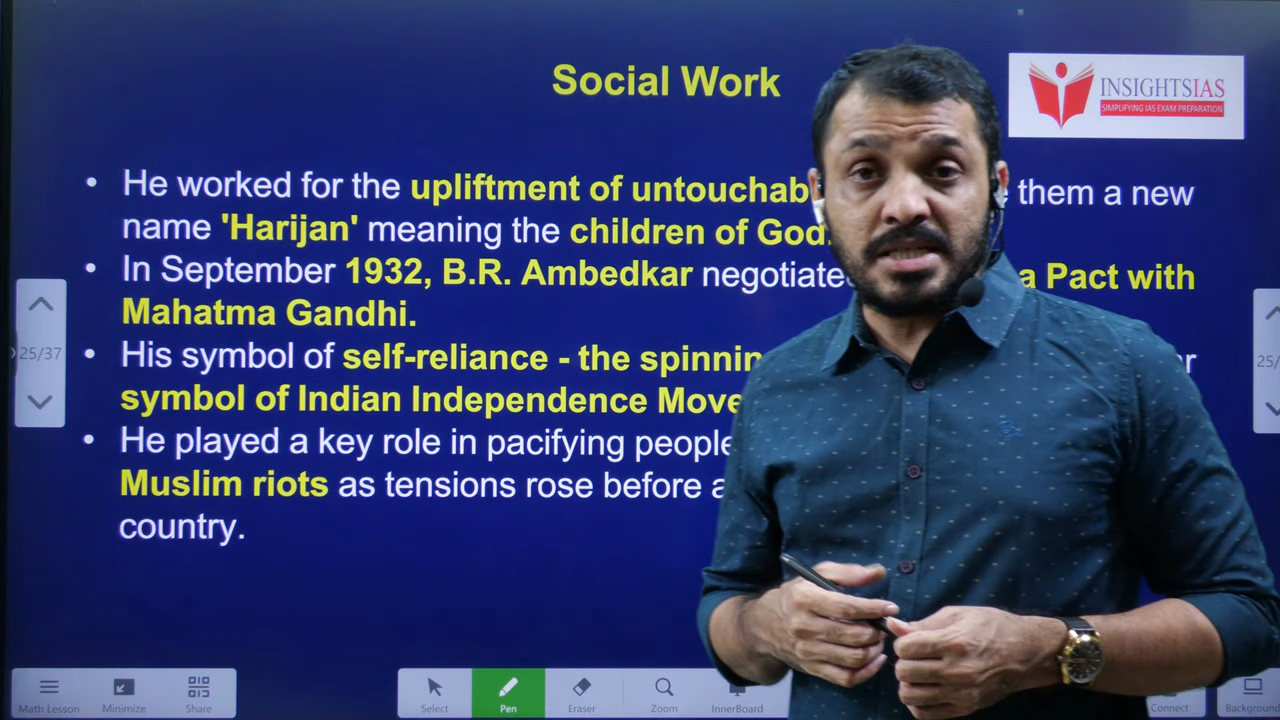 Social Work
INSIGHTSIAS
SIMPLIFYING IAS EXAM PREPARATION
• He worked for the upliftment of untouchab them a new
name 'Harijan' meaning the children of God.
• In September 1932, B.R. Ambedkar negotiate a Pact with
Mahatma Gandhi.
• His symbol of self-reliance - the spinnin
symbol of Indian Independence Move
• He played a key role in pacifying people
Muslim riots as tensions rose before a
country.
25/37
25/
Math Lesson Minimize Share Select Pen Eraser Zoom InnerBoard Connect Background